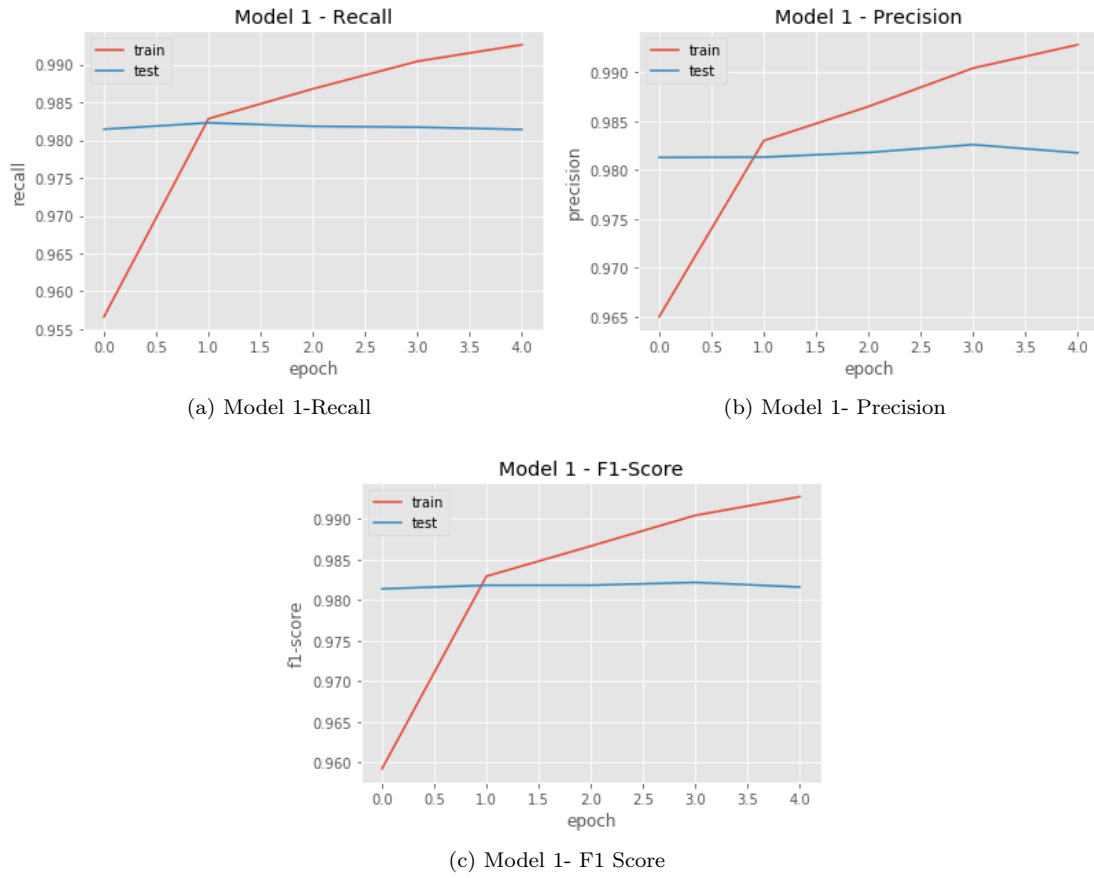 Model 1 - Recall
train
test
0.990
0.985
0.980
0.975
0.970
0.965
0.960
0.955
recall
0.0 0.5 1.0 1.5 2.0 2.5 3.0 3.5 4.0
epoch
(a) Model 1-Recall
Model 1 - Precision
train
test
0.990
0.985
0.980
0.975
0.970
0.965
precision
0.0 0.5 1.0 1.5 2.0 2.5 3.0 3.5 4.0
epoch
(b) Model 1- Precision
Model 1 - F1-Score
train
test
0.990
0.985
0.980
0.975
0.970
0.965
0.960
f1-score
0.0 0.5 1.0 1.5 2.0 2.5 3.0 3.5 4.0
epoch
(c) Model 1- F1 Score